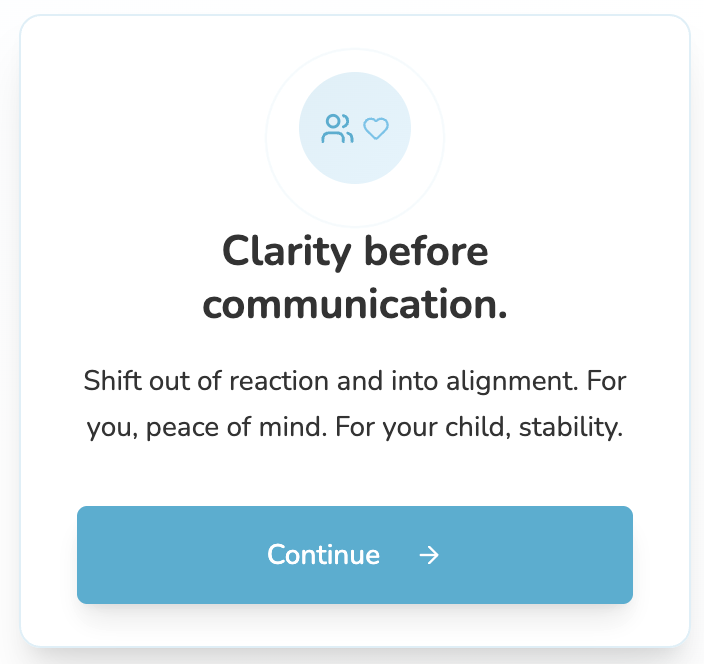 Clarity before
communication.
Shift out of reaction and into alignment. For
you, peace of mind. For your child, stability.
Continue →